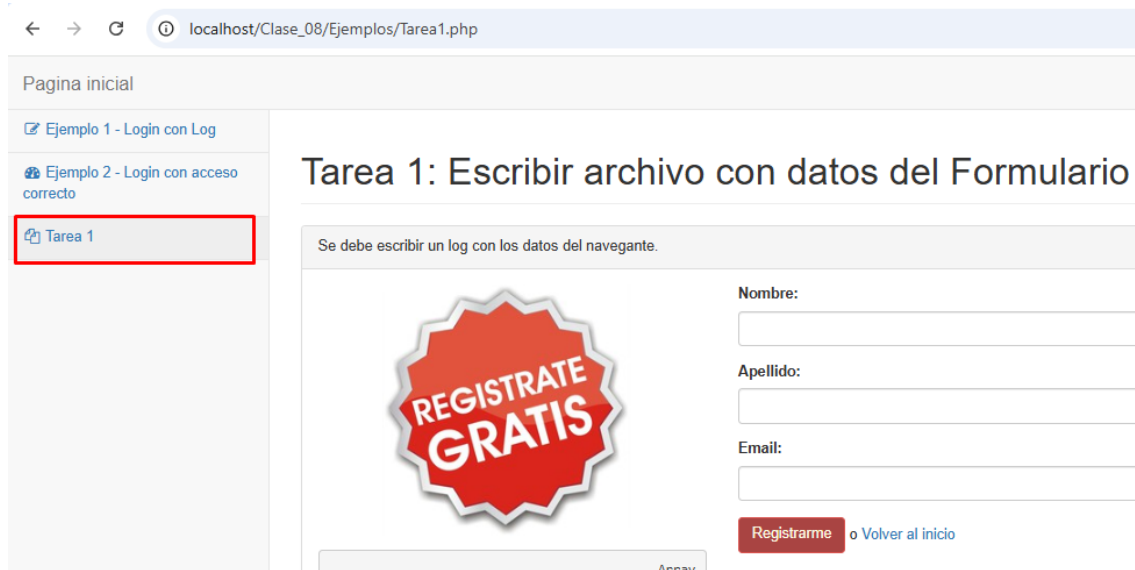 localhost/Clase_08/Ejemplos/Tarea1.php
Pagina inicial
Ejemplo 1 - Login con Log
Ejemplo 2 - Login con acceso
correcto
Tarea 1
Tarea 1: Escribir archivo con datos del Formulario
Se debe escribir un log con los datos del navegante.
REGISTRATE
GRATIS
Nombre:
Apellido:
Email:
Registrarme o Volver al inicio